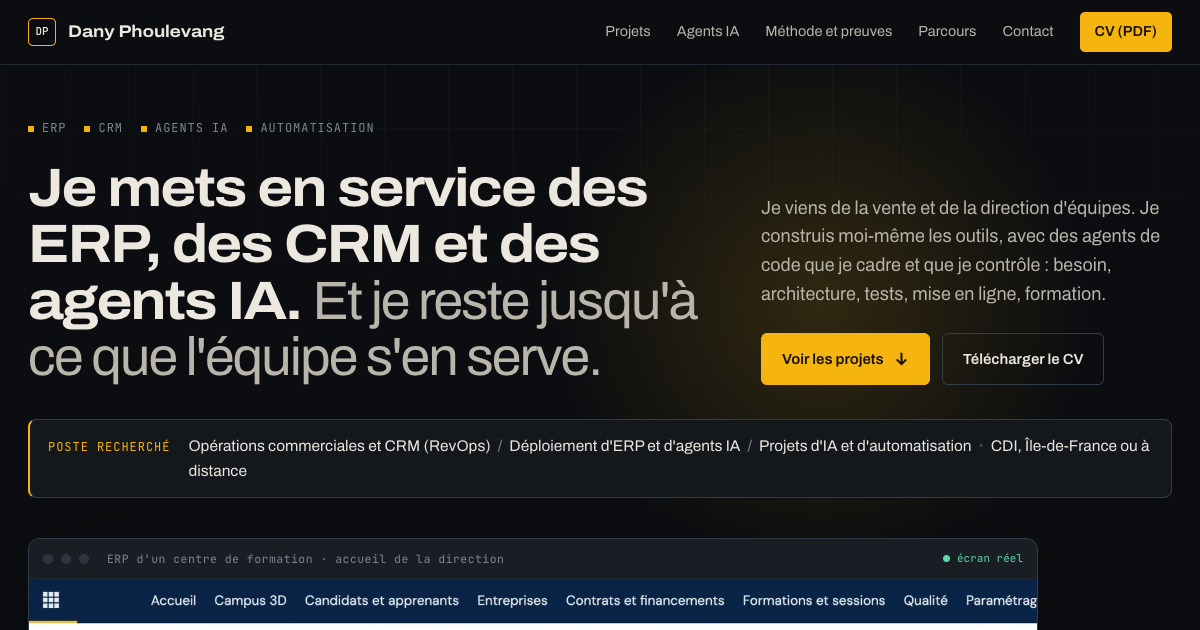 DP Dany Phoulevang
Projets Agents IA Méthode et preuves Parcours Contact CV (PDF)
ERP CRM AGENTS IA AUTOMATISATION
Je mets en service des
ERP, des CRM et des
agents IA. Et je reste jusqu'à
ce que l'équipe s'en serve.
Je viens de la vente et de la direction d'équipes. Je
construis moi-même les outils, avec des agents de
code que je cadre et que je contrôle : besoin,
architecture, tests, mise en ligne, formation.
Voir les projets ↓ Télécharger le CV
POSTE RECHERCHÉ Opérations commerciales et CRM (RevOps) / Déploiement d'ERP et d'agents IA / Projets d'IA et d'automatisation · CDI, Île-de-France ou à
distance
ERP d'un centre de formation · accueil de la direction écran réel
Accueil Campus 3D Candidats et apprenants Entreprises Contrats et financements Formations et sessions Qualité Paramétrag